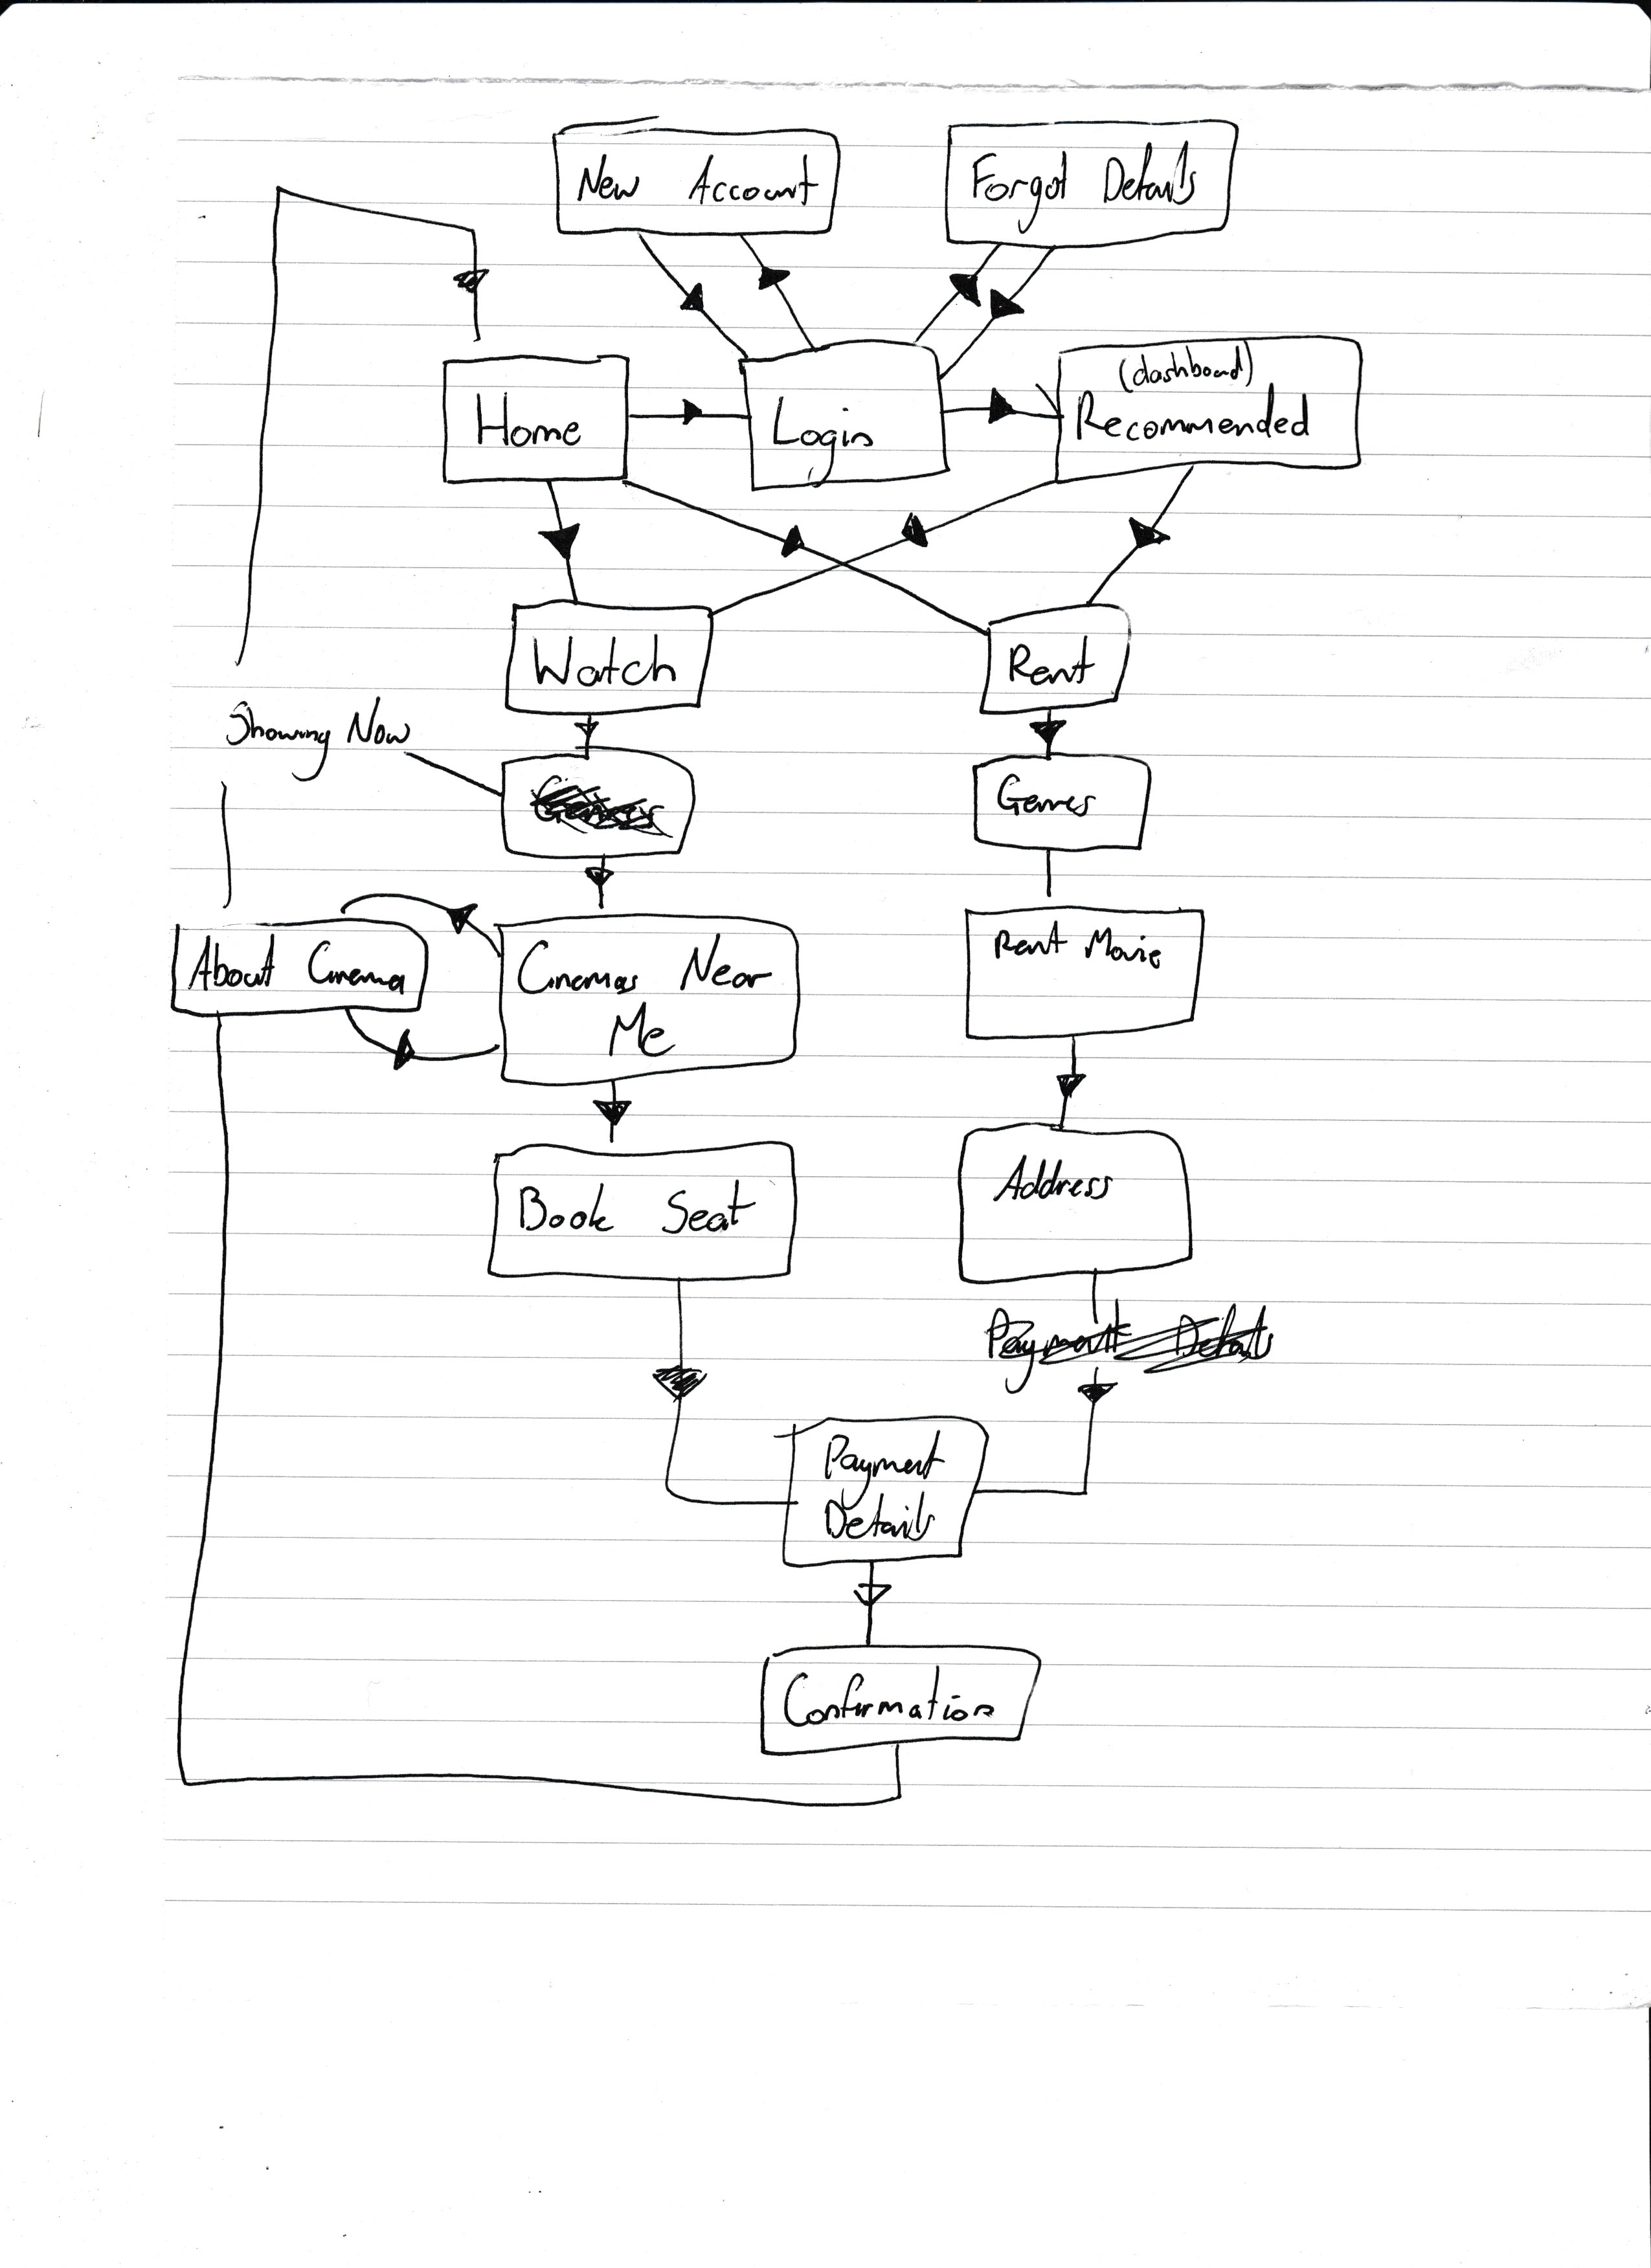 New Account
Forgot Details
(dashboard)
Home
Login
Recommended
Watch
Rent
Showing Now
Genres
About Cinema
Cinemas Near
Me
Rent Movie
Book Seat
Address
Payment Details
Payment
Details
Confirmation